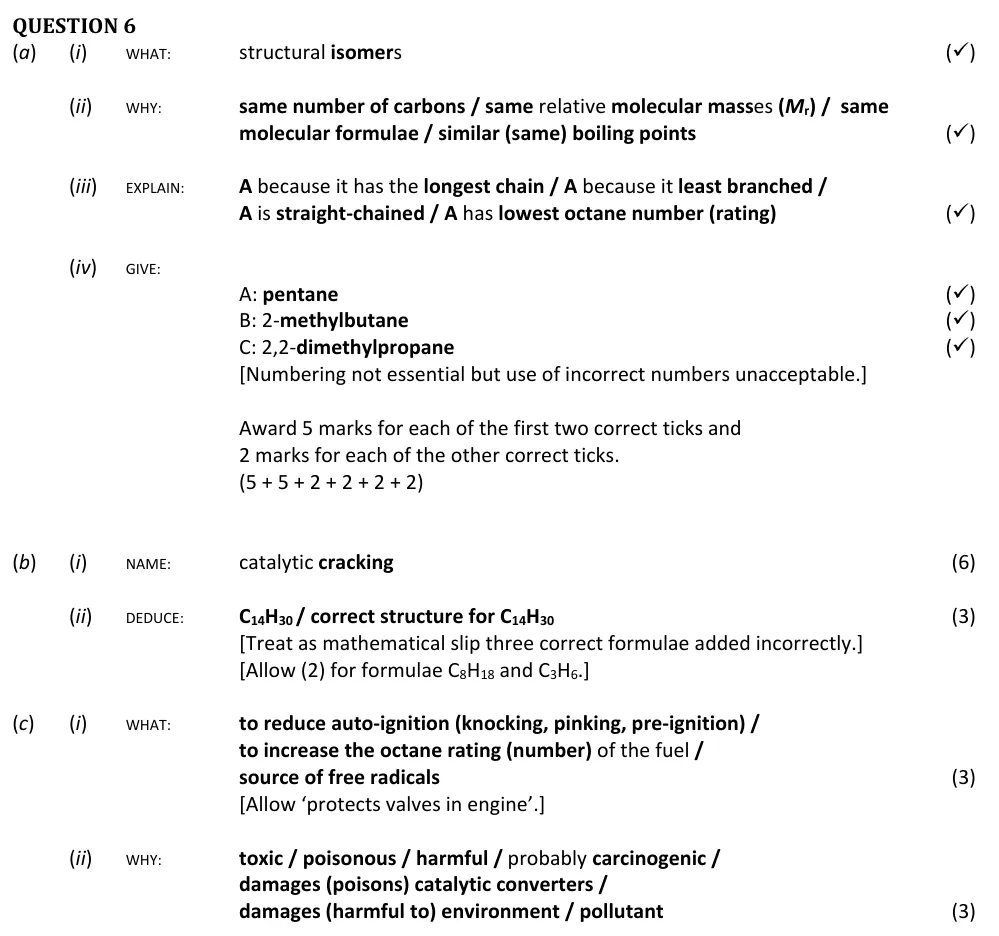 QUESTION 6
(a) (i) WHAT: structural isomers (✓)
(ii) WHY: same number of carbons / same relative molecular masses (Mr) / same
molecular formulae / similar (same) boiling points (✓)
(iii) EXPLAIN: A because it has the longest chain / A because it least branched /
A is straight-chained / A has lowest octane number (rating) (✓)
(iv) GIVE:
A: pentane (✓)
B: 2-methylbutane (✓)
C: 2,2-dimethylpropane (✓)
[Numbering not essential but use of incorrect numbers unacceptable.]
Award 5 marks for each of the first two correct ticks and
2 marks for each of the other correct ticks.
(5 + 5 + 2 + 2 + 2 + 2)
(b) (i) NAME: catalytic cracking (6)
(ii) DEDUCE: C₁₄H₃₀ / correct structure for C₁₄H₃₀ (3)
[Treat as mathematical slip three correct formulae added incorrectly.]
[Allow (2) for formulae C₈H₁₈ and C₃H₆.]
(c) (i) WHAT: to reduce auto-ignition (knocking, pinking, pre-ignition) /
to increase the octane rating (number) of the fuel /
source of free radicals (3)
[Allow ‘protects valves in engine’.]
(ii) WHY: toxic / poisonous / harmful / probably carcinogenic /
damages (poisons) catalytic converters /
damages (harmful to) environment / pollutant (3)